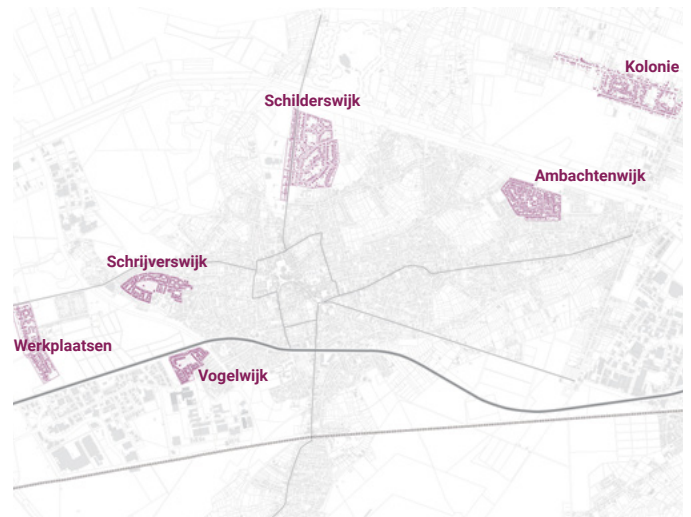 Kolonie
Schilderswijk
Ambachtenwijk
Schrijverswijk
Werkplaatsen
Vogelwijk